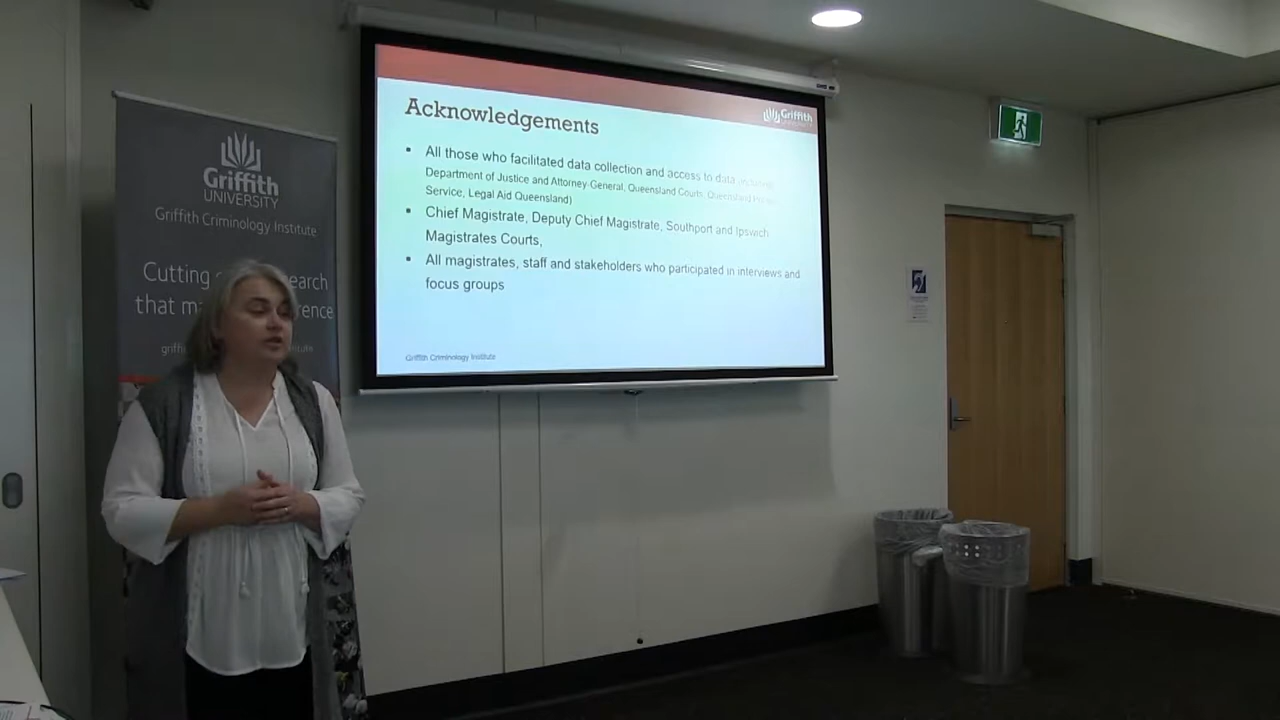 Griffith
UNIVERSITY
Griffith Criminology Institute
Cutting
that
Acknowledgements
Griffith
UNIVERSITY
▪ All those who facilitated data collection and access to data
Department of Justice and Attorney-General, Queensland Courts, Queensland
Service, Legal Aid Queensland)
▪ Chief Magistrate, Deputy Chief Magistrate, Southport and Ipswich
Magistrates Courts,
▪ All magistrates, staff and stakeholders who participated in interviews and
focus groups
Griffith Criminology Institute